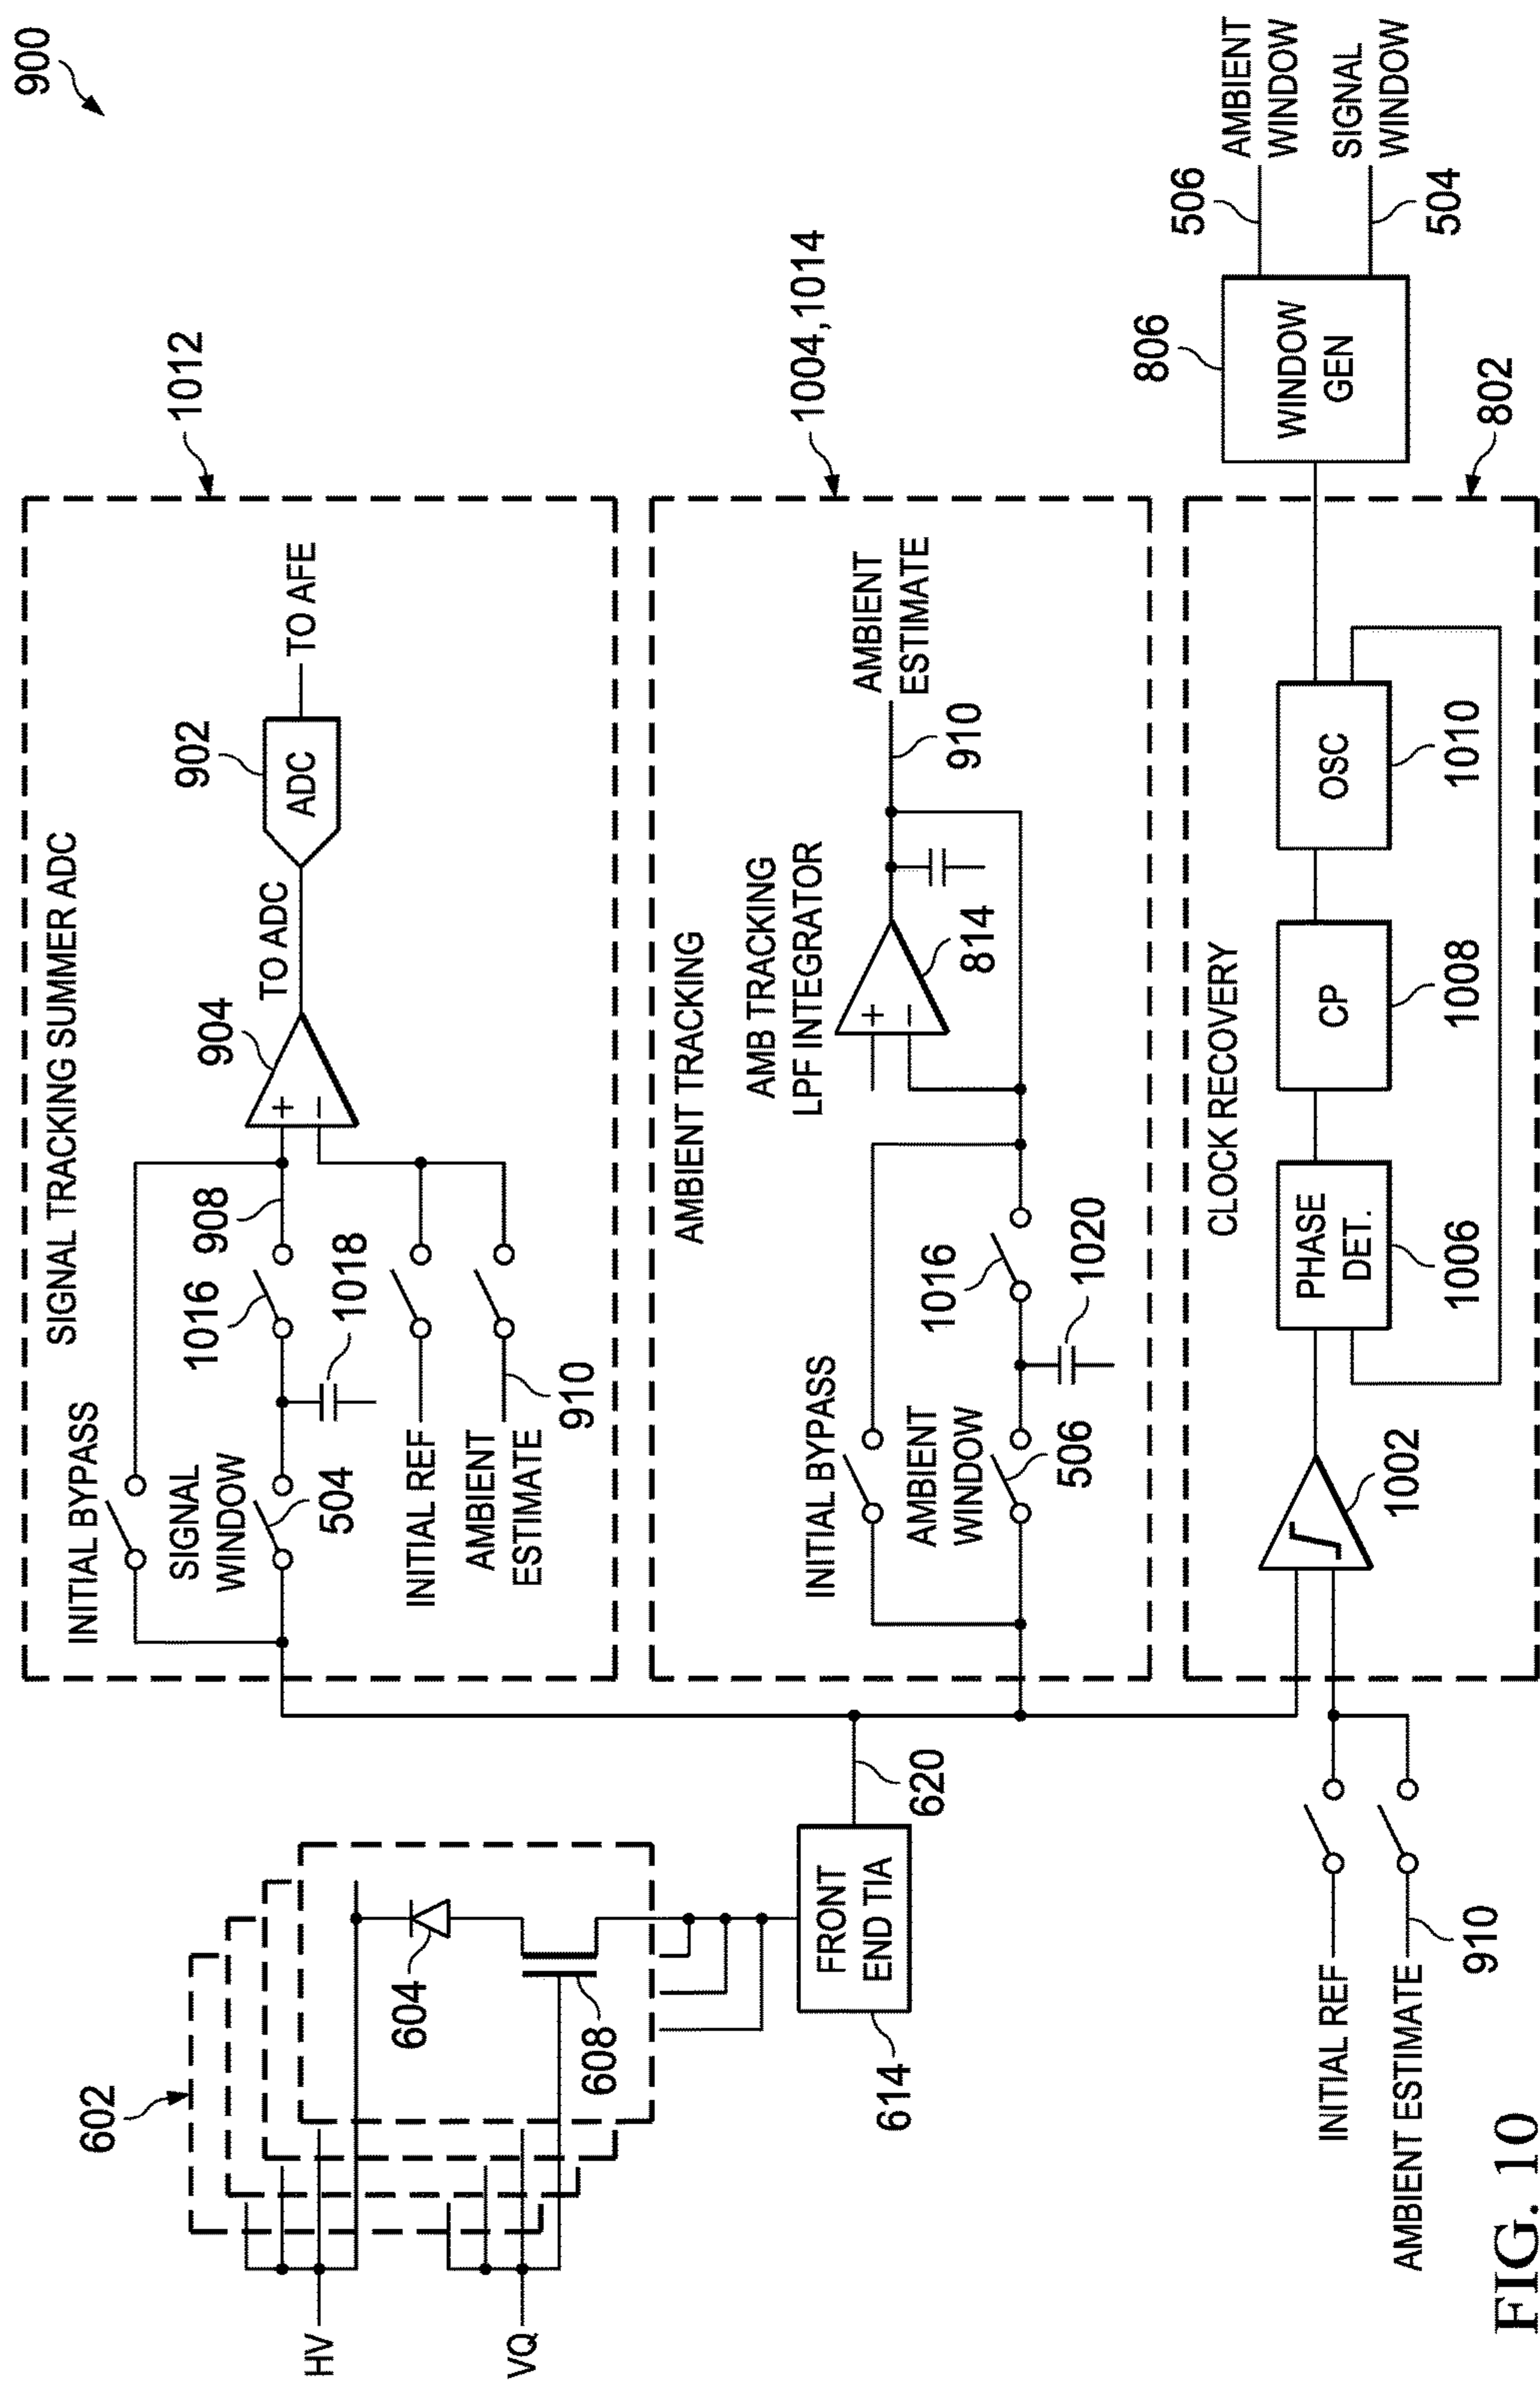 900
1012
SIGNAL TRACKING SUMMER ADC
INITIAL BYPASS
SIGNAL
WINDOW
504
1016
1018
908
904
+
−
TO ADC
902
ADC
TO AFE
INITIAL REF
AMBIENT
ESTIMATE
910
1004,1014
AMBIENT TRACKING
INITIAL BYPASS
AMBIENT
WINDOW
506
1016
1020
AMB TRACKING
LPF INTEGRATOR
+
−
814
910
AMBIENT
ESTIMATE
802
CLOCK RECOVERY
1002
PHASE
DET.
1006
CP
1008
OSC
1010
806
WINDOW
GEN
506
AMBIENT
WINDOW
504
SIGNAL
WINDOW
602
HV
VQ
604
608
614
FRONT
END TIA
620
INITIAL REF
AMBIENT ESTIMATE
910
FIG. 10